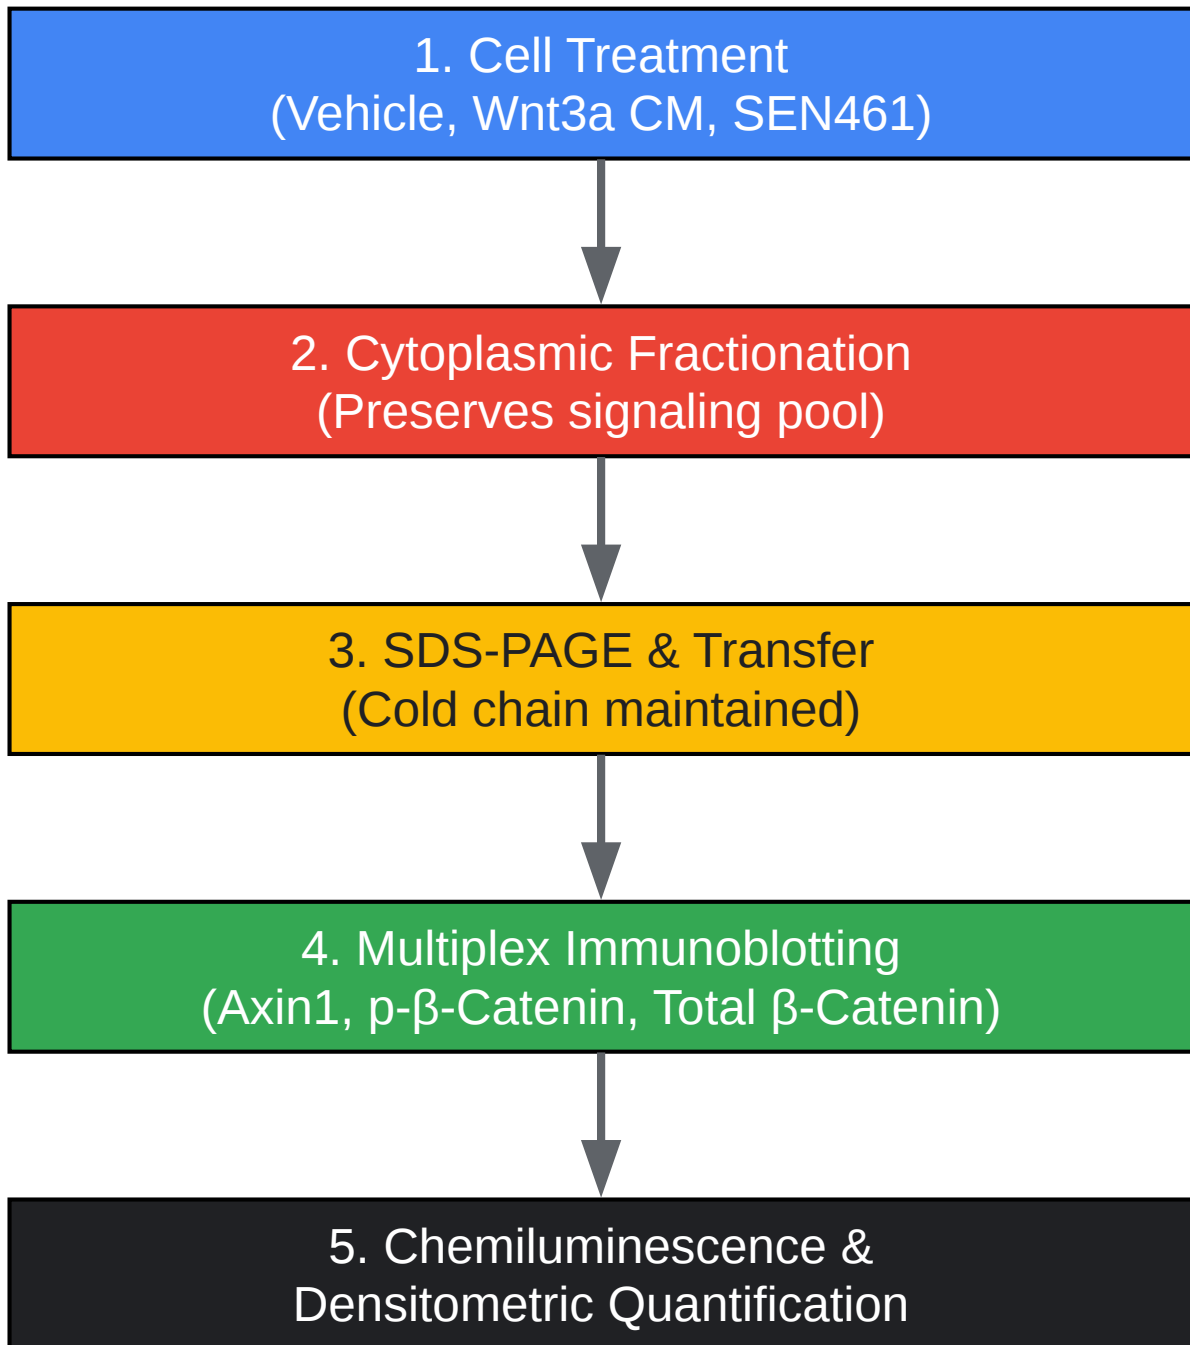 1. Cell Treatment
(Vehicle, Wnt3a CM, SEN461)
2. Cytoplasmic Fractionation
(Preserves signaling pool)
3. SDS-PAGE & Transfer
(Cold chain maintained)
4. Multiplex Immunoblotting
(Axin1, p-β-Catenin, Total β-Catenin)
5. Chemiluminescence &
Densitometric Quantification